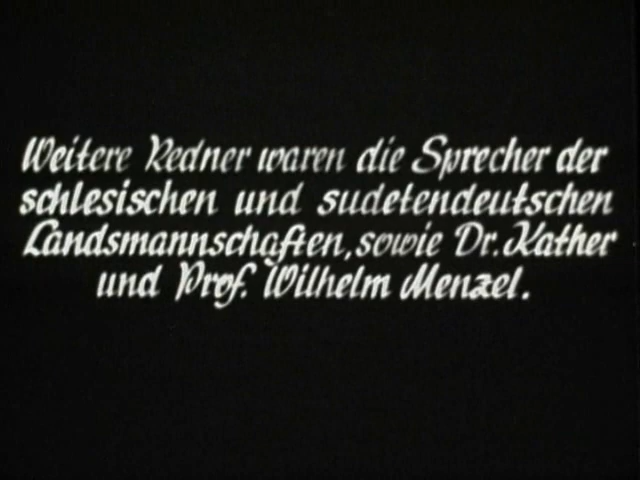 Weitere Redner waren die Sprecher der
schlesischen und sudetendeutschen
Landsmannschaften, sowie Dr. Kather
und Prof. Wilhelm Menzel.